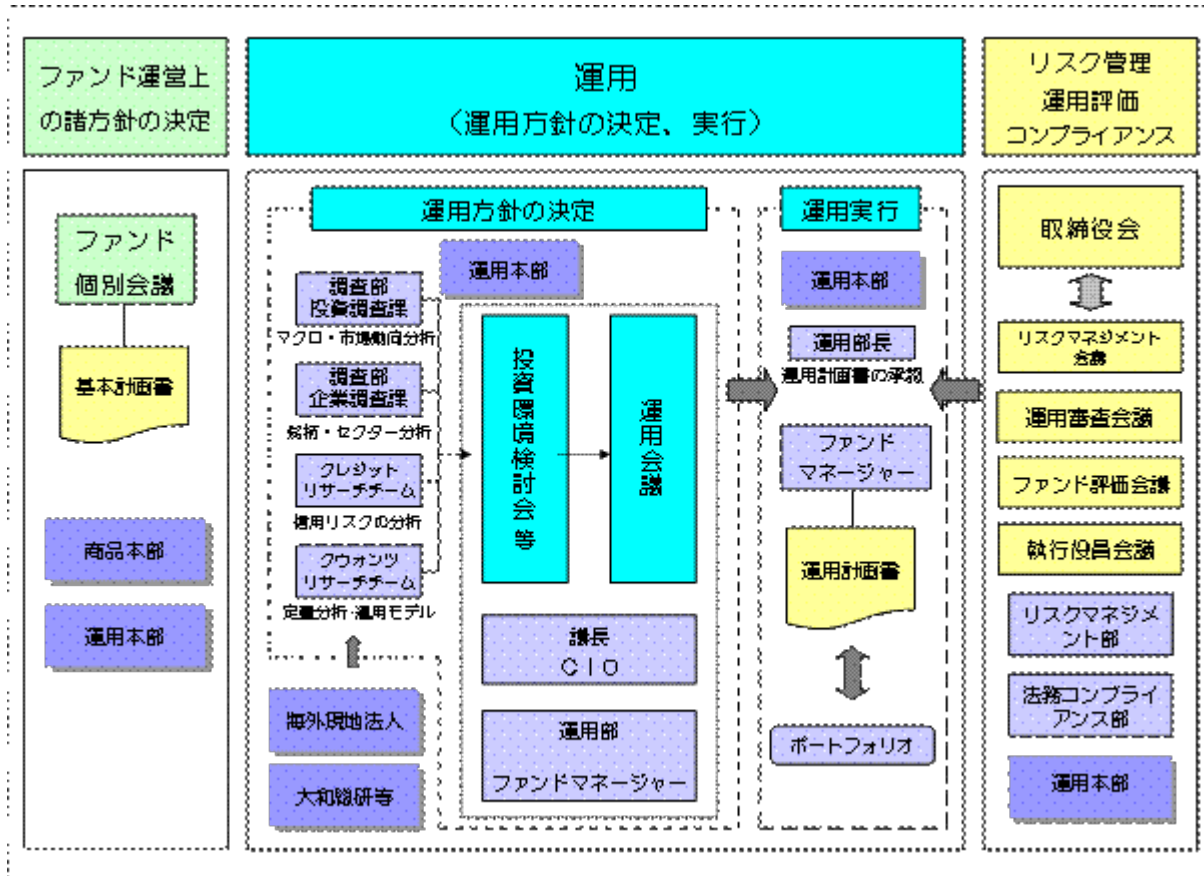 ファンド運営上
の諸方針の決定
運用
（運用方針の決定、実行）
リスク管理
運用評価
コンプライアンス
ファンド
個別会議
基本計画書
商品本部
運用本部
運用方針の決定
運用本部
調査部
投資調査課
マクロ・市場動向分析
調査部
企業調査課
銘柄・セクター分析
クレジット
リサーチチーム
信用リスクの分析
クウォンツ
リサーチチーム
定量分析・運用モデル
海外現地法人
大和総研等
投資環境検討会等
運用会議
議長
ＣＩＯ
運用部
ファンドマネージャー
運用実行
運用本部
運用部長
運用計画書の承認
ファンド
マネージャー
運用計画書
ポートフォリオ
取締役会
リスクマネジメント
会議
運用審査会議
ファンド評価会議
執行役員会議
リスクマネジメ
ント部
法務コンプライ
アンス部
運用本部